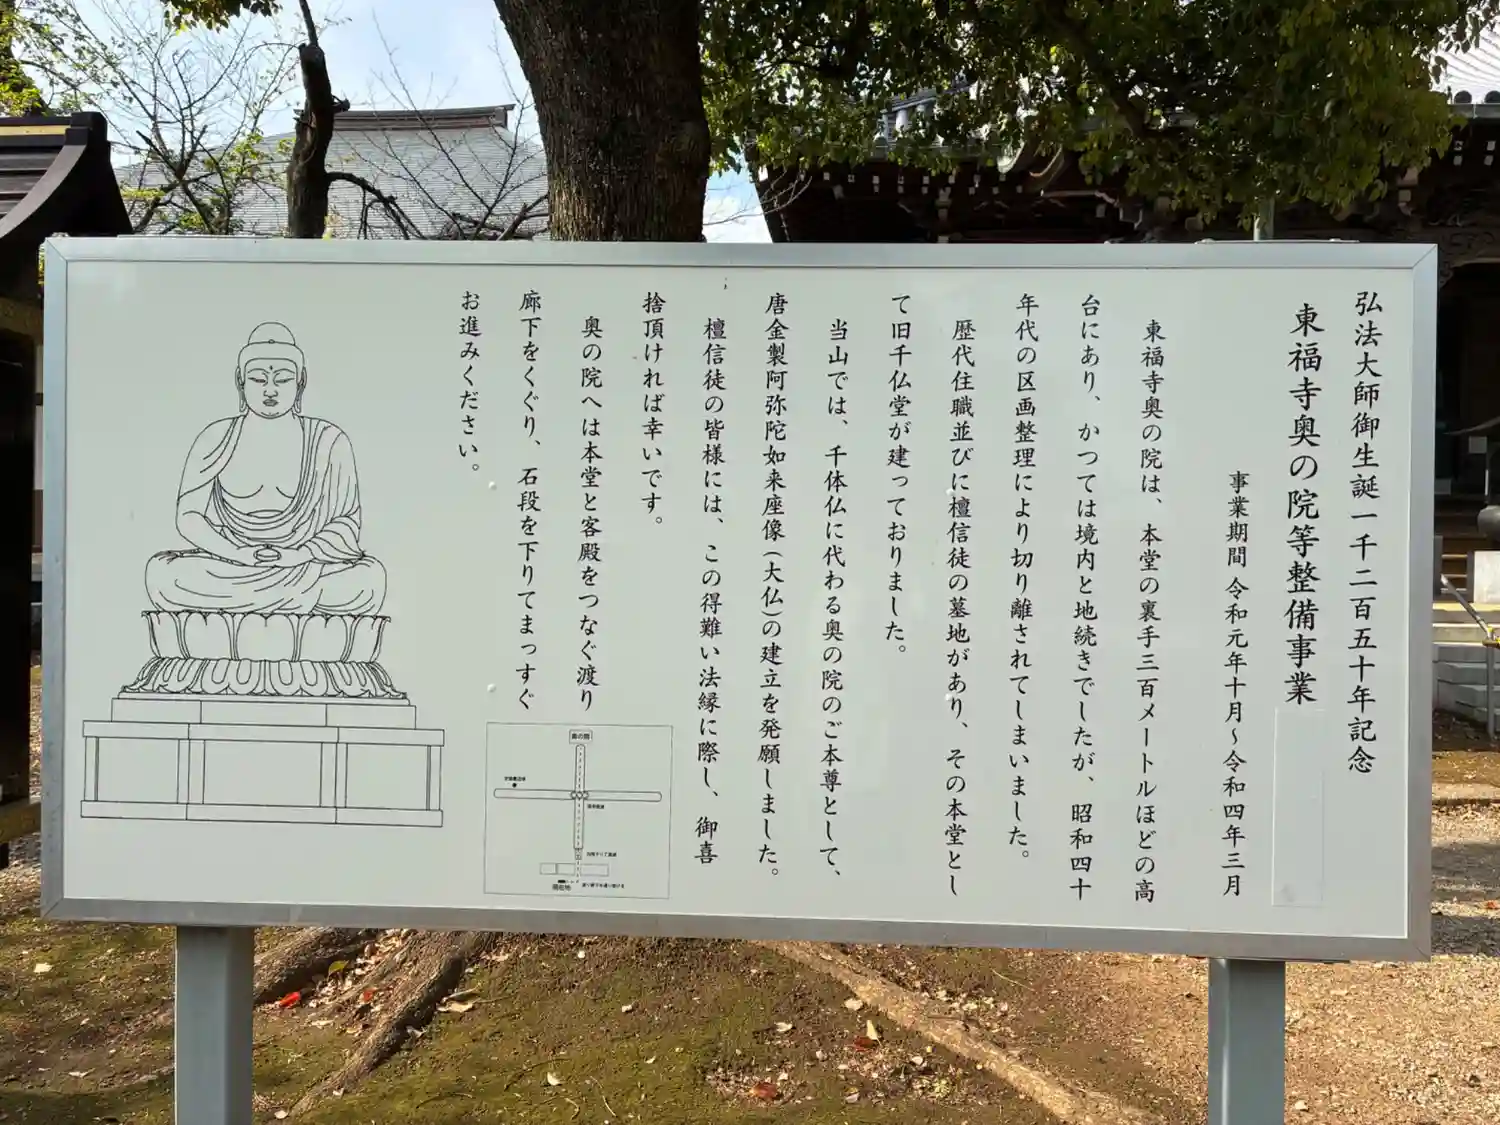 弘法大師御生誕一千二百五十年記念
東福寺奥の院等整備事業
事業期間 令和元年十月～令和四年三月
東福寺奥の院は、本堂の裏手三百メートルほどの高
台にあり、かつては境内と地続きでしたが、昭和四十
年代の区画整理により切り離されてしまいました。
歴代住職並びに檀信徒の墓地があり、その本堂とし
て旧千仏堂が建っておりました。
当山では、千体仏に代わる奥の院のご本尊として、
唐金製阿弥陀如来座像(大仏)の建立を発願しました。
檀信徒の皆様には、この得難い法縁に際し、御喜
捨頂ければ幸いです。
奥の院へは本堂と客殿をつなぐ渡り
廊下をくぐり、石段を下りてまっすぐ
お進みください。
奥の院
現在地